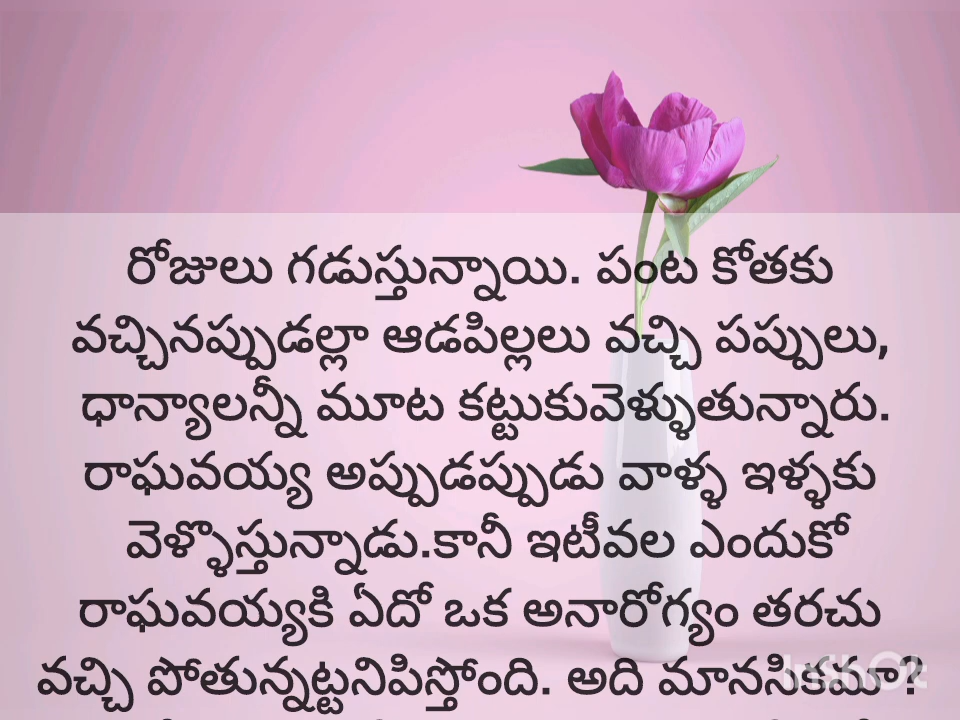 రోజులు గడుస్తున్నాయి. పంట కోతకు
వచ్చినప్పుడల్లా ఆడపిల్లలు వచ్చి పప్పులు,
ధాన్యాలన్నీ మూట కట్టుకువెళ్ళుతున్నారు.
రాఘవయ్య అప్పుడప్పుడు వాళ్ళ ఇళ్ళకు
వెళ్ళొస్తున్నాడు.కానీ ఇటీవల ఎందుకో
రాఘవయ్యకి ఏదో ఒక అనారోగ్యం తరచు
వచ్చి పోతున్నట్టనిపిస్తోంది. అది మానసికమా?
InShOt